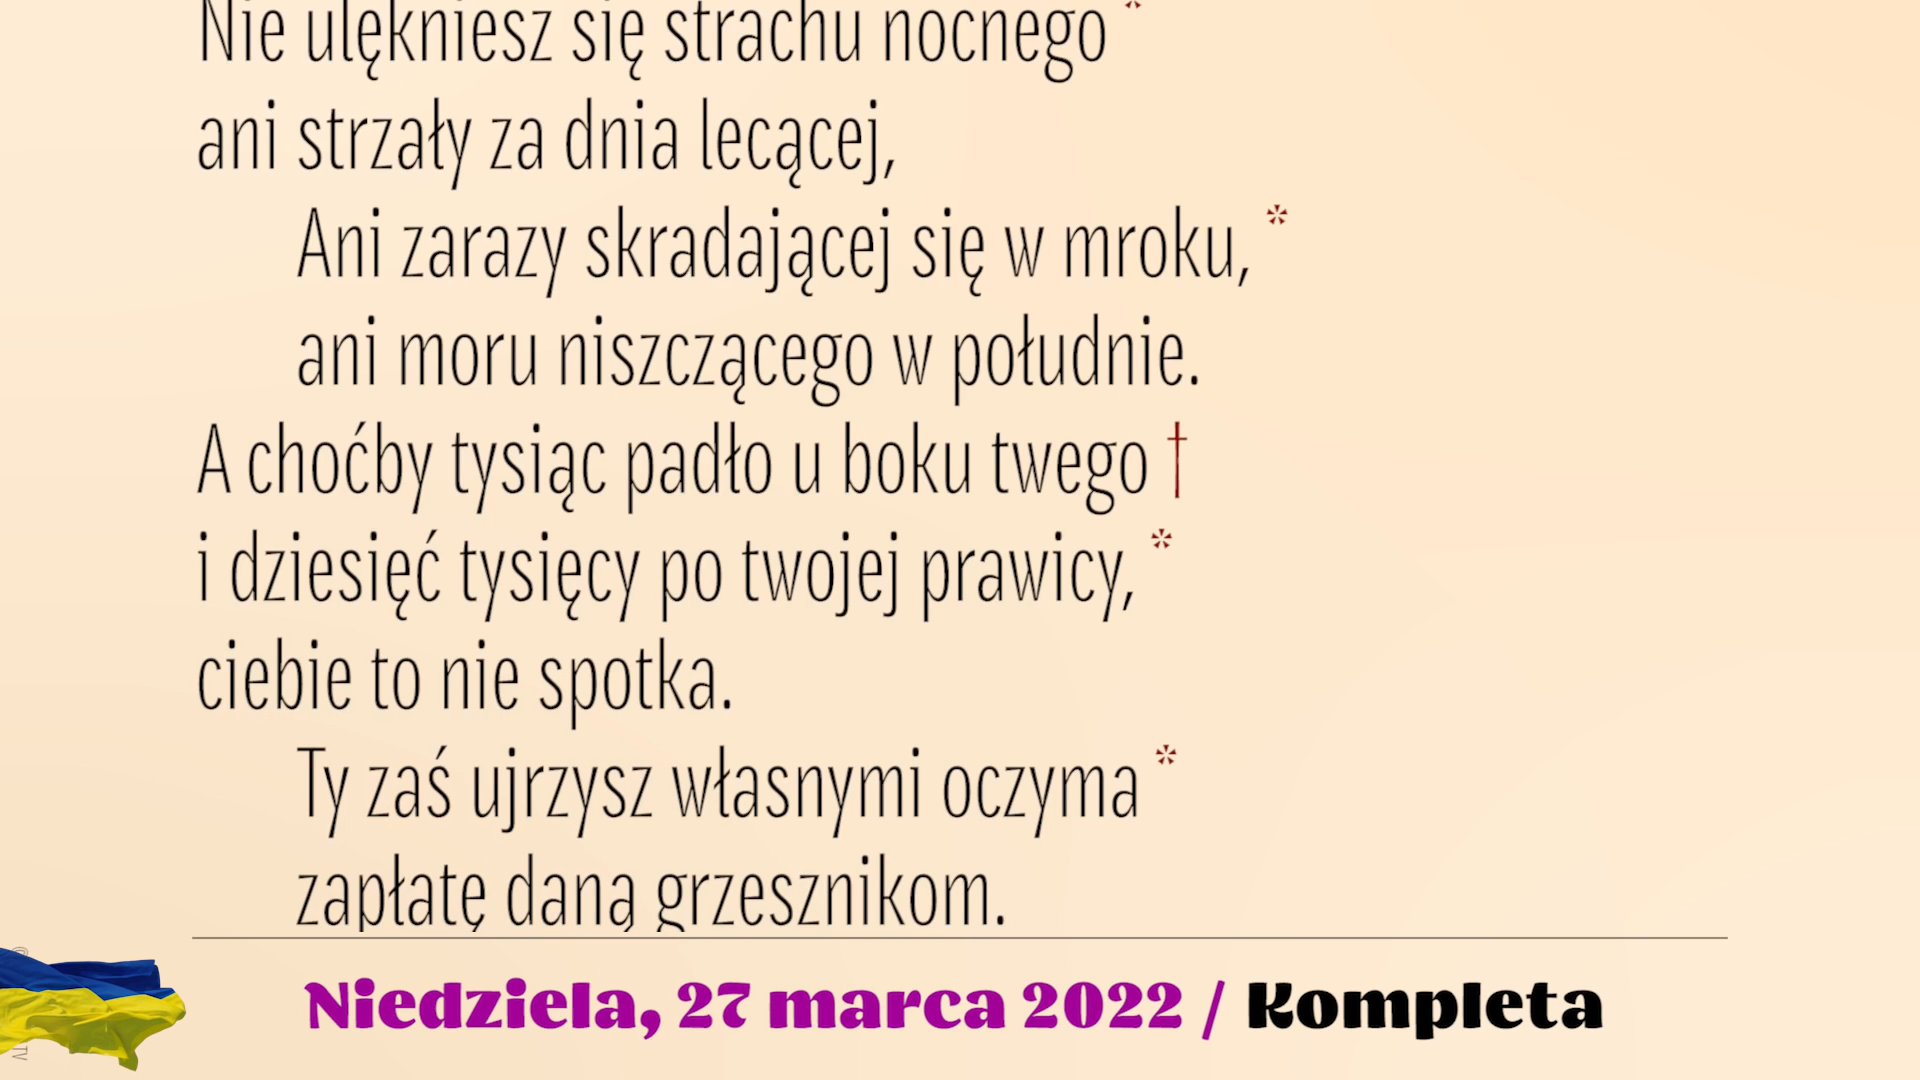 Nie ulękniesz się strachu nocnego *
ani strzały za dnia lecącej,
Ani zarazy skradającej się w mroku, *
ani moru niszczącego w południe.
A choćby tysiąc padło u boku twego †
i dziesięć tysięcy po twojej prawicy, *
ciebie to nie spotka.
Ty zaś ujrzysz własnymi oczyma *
zapłatę daną grzesznikom.
Niedziela, 27 marca 2022 / Kompleta
TV